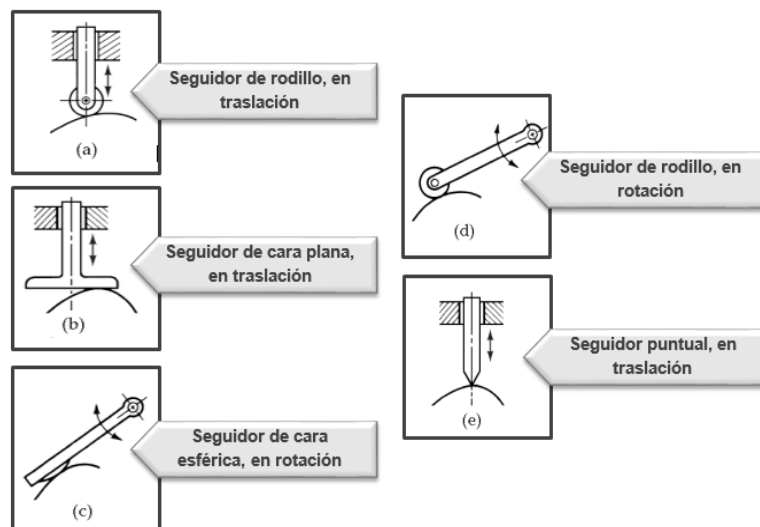 (a)
Seguidor de rodillo, en
traslación
(b)
Seguidor de cara plana,
en traslación
(c)
Seguidor de cara
esférica, en rotación
(d)
Seguidor de rodillo, en
rotación
(e)
Seguidor puntual, en
traslación